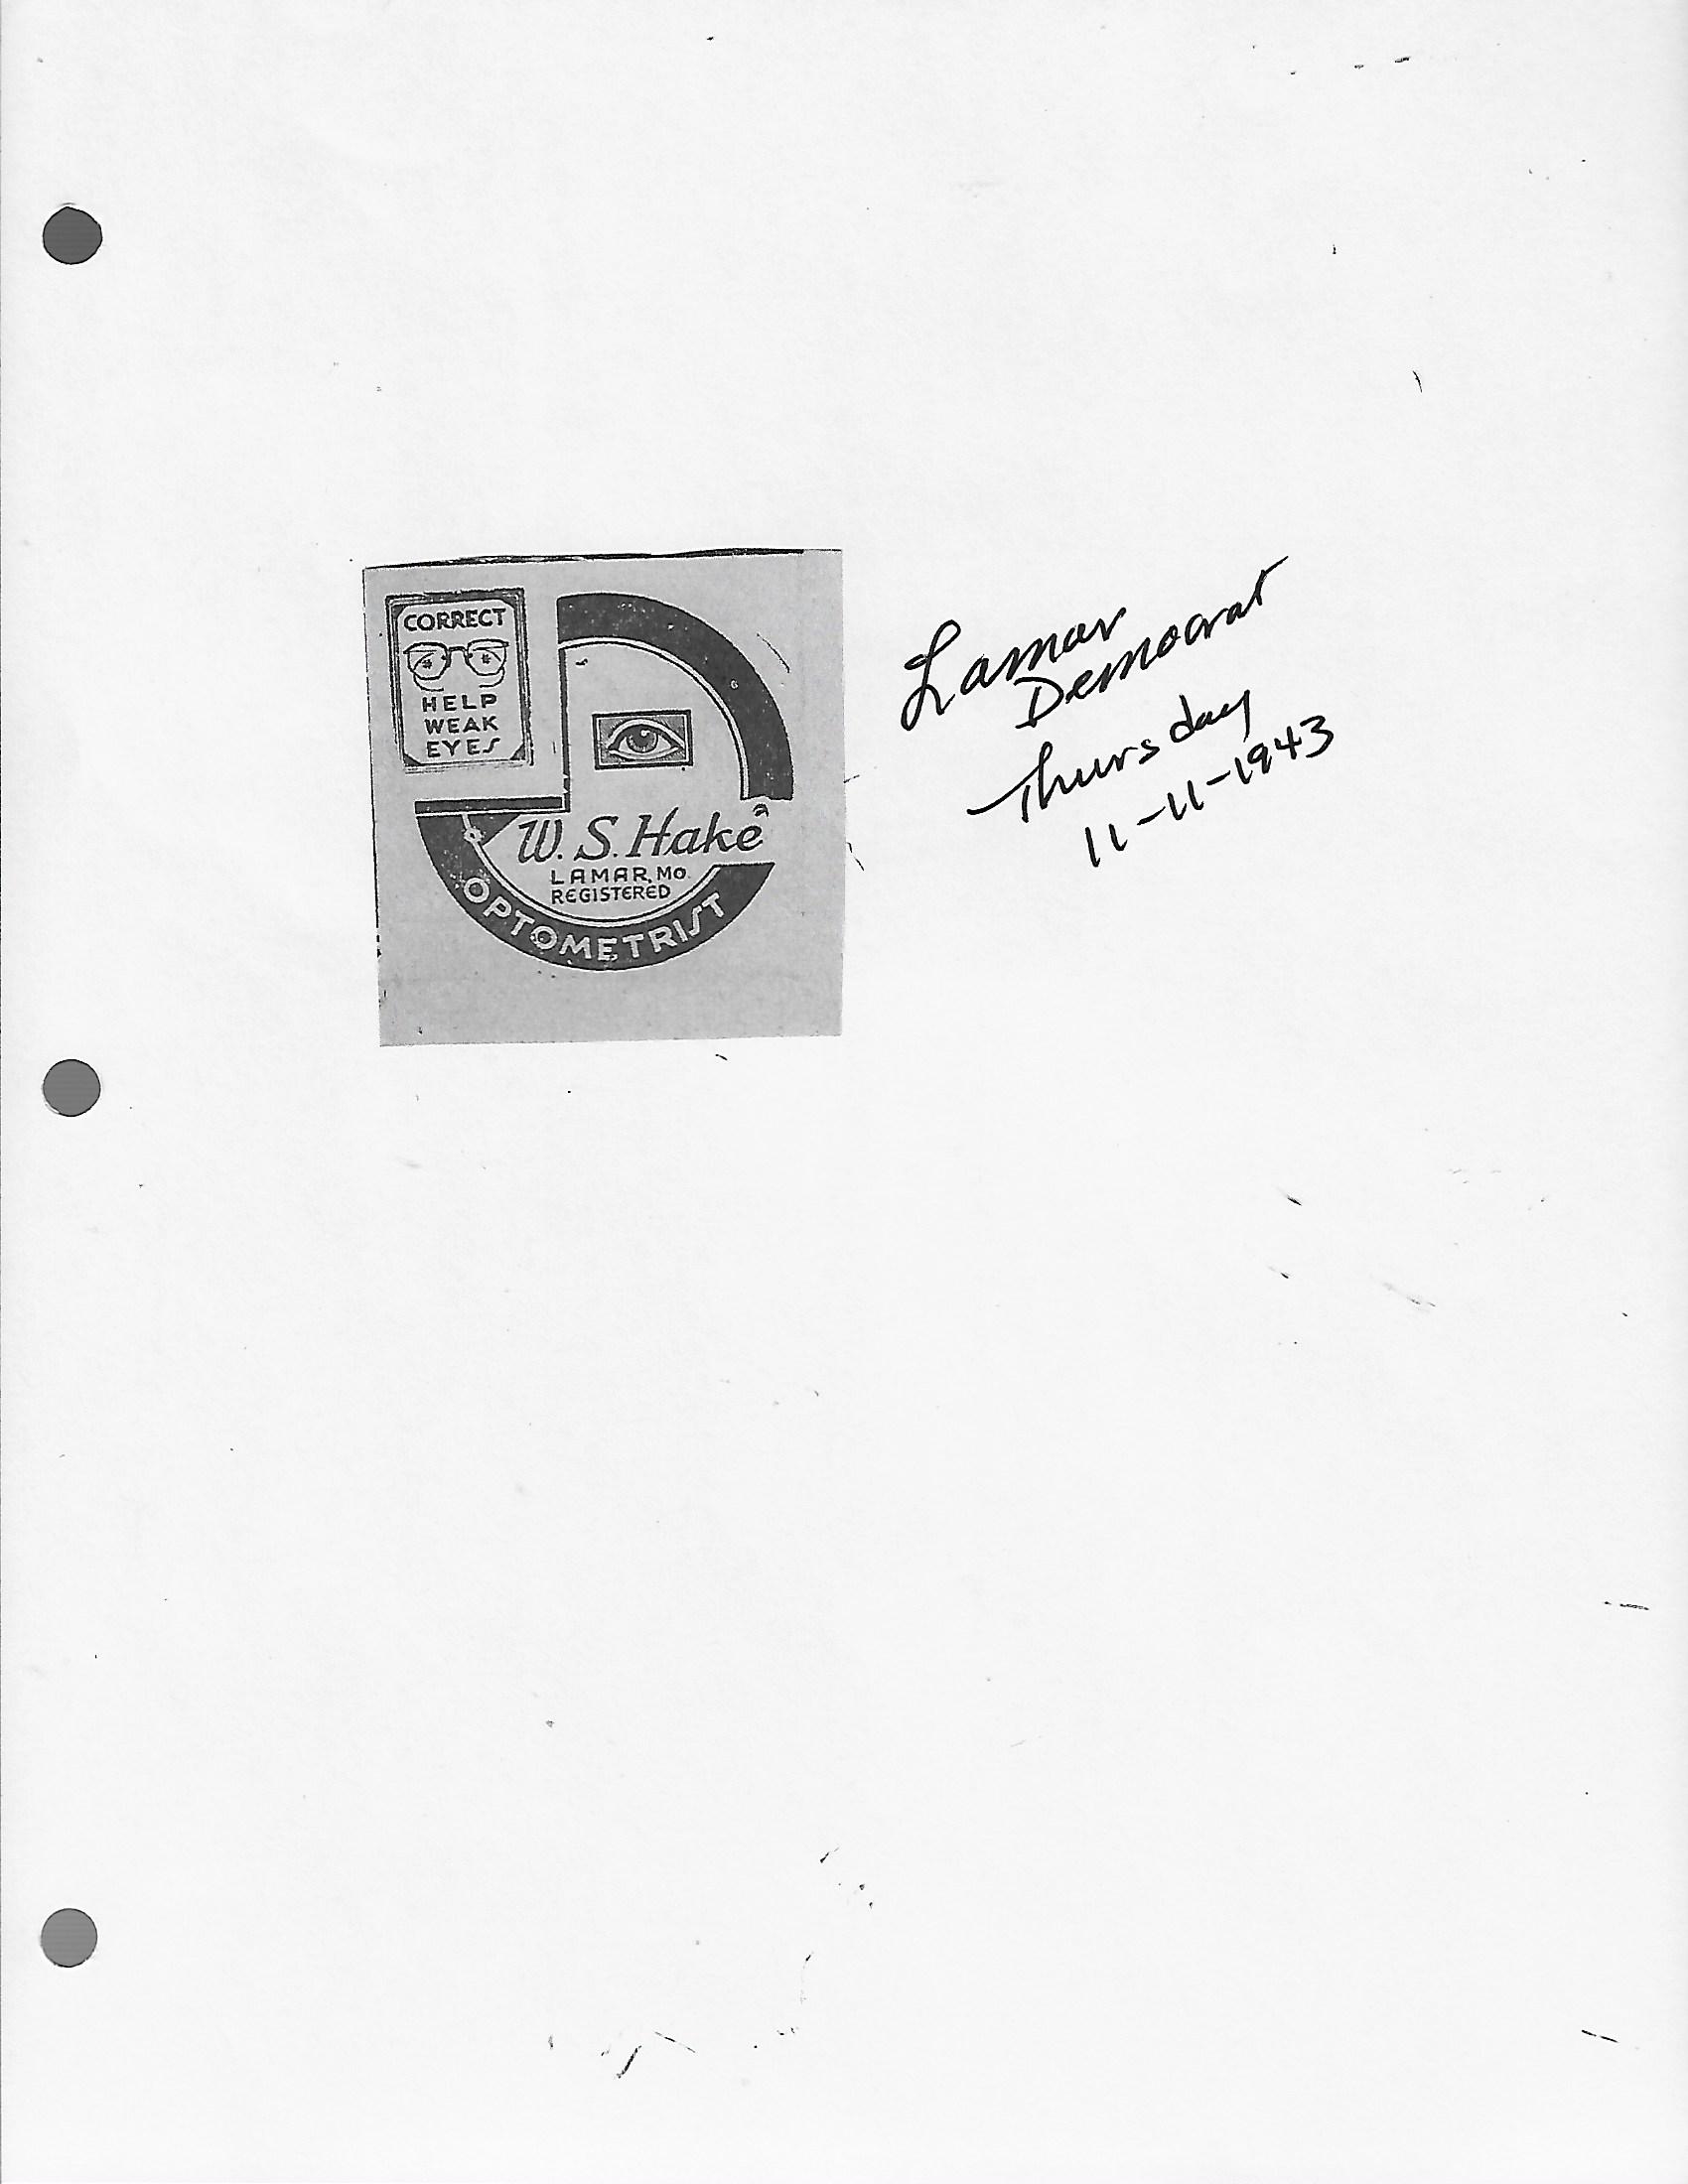 CORRECT
HELP
WEAK
EYES
W. S. Hake
LAMAR, Mo.
REGISTERED
OPTOMETRIST
Lamar
Democrat
Thursday
11-11-1943